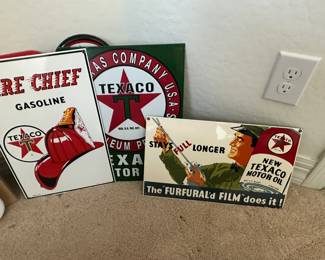 RE CHIEF
GASOLINE
TEXACO
T
AS COMPANY U.S.A.
TEXACO
T
EUM P
EXA
MOTOR
STAYS FULL LONGER
TEXACO
T
NEW
TEXACO
MOTOR OIL
The "FURFURAL'd FILM" does it!